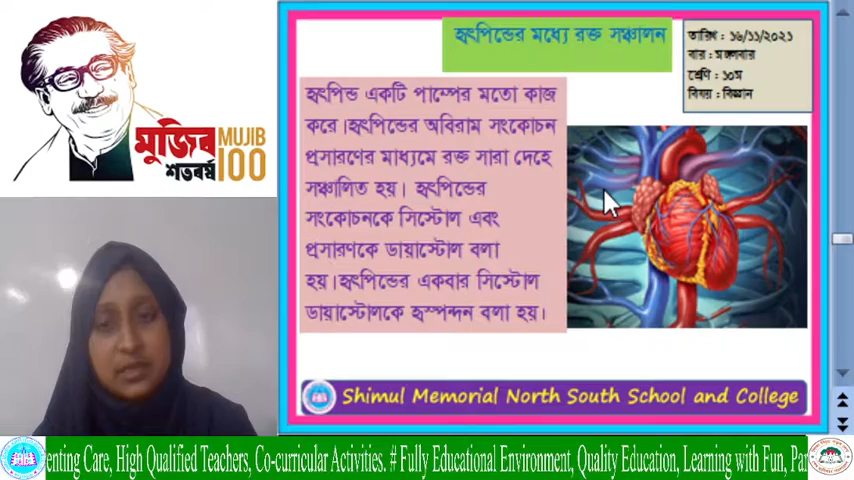 হৃৎপিন্ডের মধ্যে রক্ত সঞ্চালন
তারিখ : ১৬/১১/২০২১
বার : মঙ্গলবার
শ্রেণি : ১০ম
বিষয় : বিজ্ঞান
হৃৎপিন্ড একটি পাম্পের মতো কাজ
করে।হৃৎপিন্ডের অবিরাম সংকোচন
প্রসারণের মাধ্যমে রক্ত সারা দেহে
সঞ্চালিত হয়। হৃৎপিন্ডের
সংকোচনকে সিস্টোল এবং
প্রসারণকে ডায়াস্টোল বলা
হয়।হৃৎপিন্ডের একবার সিস্টোল
ডায়াস্টোলকে হৃস্পন্দন বলা হয়।
মুজিব MUJIB
শতবর্ষ 100
Shimul Memorial North South School and College
enting Care, High Qualified Teachers, Co-curricular Activities. # Fully Educational Environment, Quality Education, Learning with Fun, Par